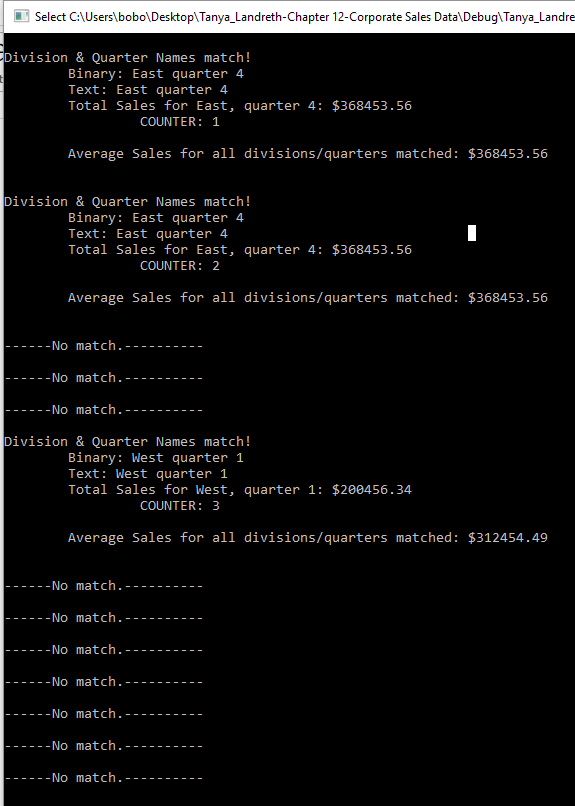 Select C:\Users\bobo\Desktop\Tanya_Landreth-Chapter 12-Corporate Sales Data\Debug\Tanya_Landre
Division & Quarter Names match!
Binary: East quarter 4
Text: East quarter 4
Total Sales for East, quarter 4: $368453.56
COUNTER: 1
Average Sales for all divisions/quarters matched: $368453.56
Division & Quarter Names match!
Binary: East quarter 4
Text: East quarter 4
Total Sales for East, quarter 4: $368453.56
COUNTER: 2
Average Sales for all divisions/quarters matched: $368453.56
------No match.----------
------No match.----------
------No match.----------
Division & Quarter Names match!
Binary: West quarter 1
Text: West quarter 1
Total Sales for West, quarter 1: $200456.34
COUNTER: 3
Average Sales for all divisions/quarters matched: $312454.49
------No match.----------
------No match.----------
------No match.----------
------No match.----------
------No match.----------
------No match.----------
------No match.----------